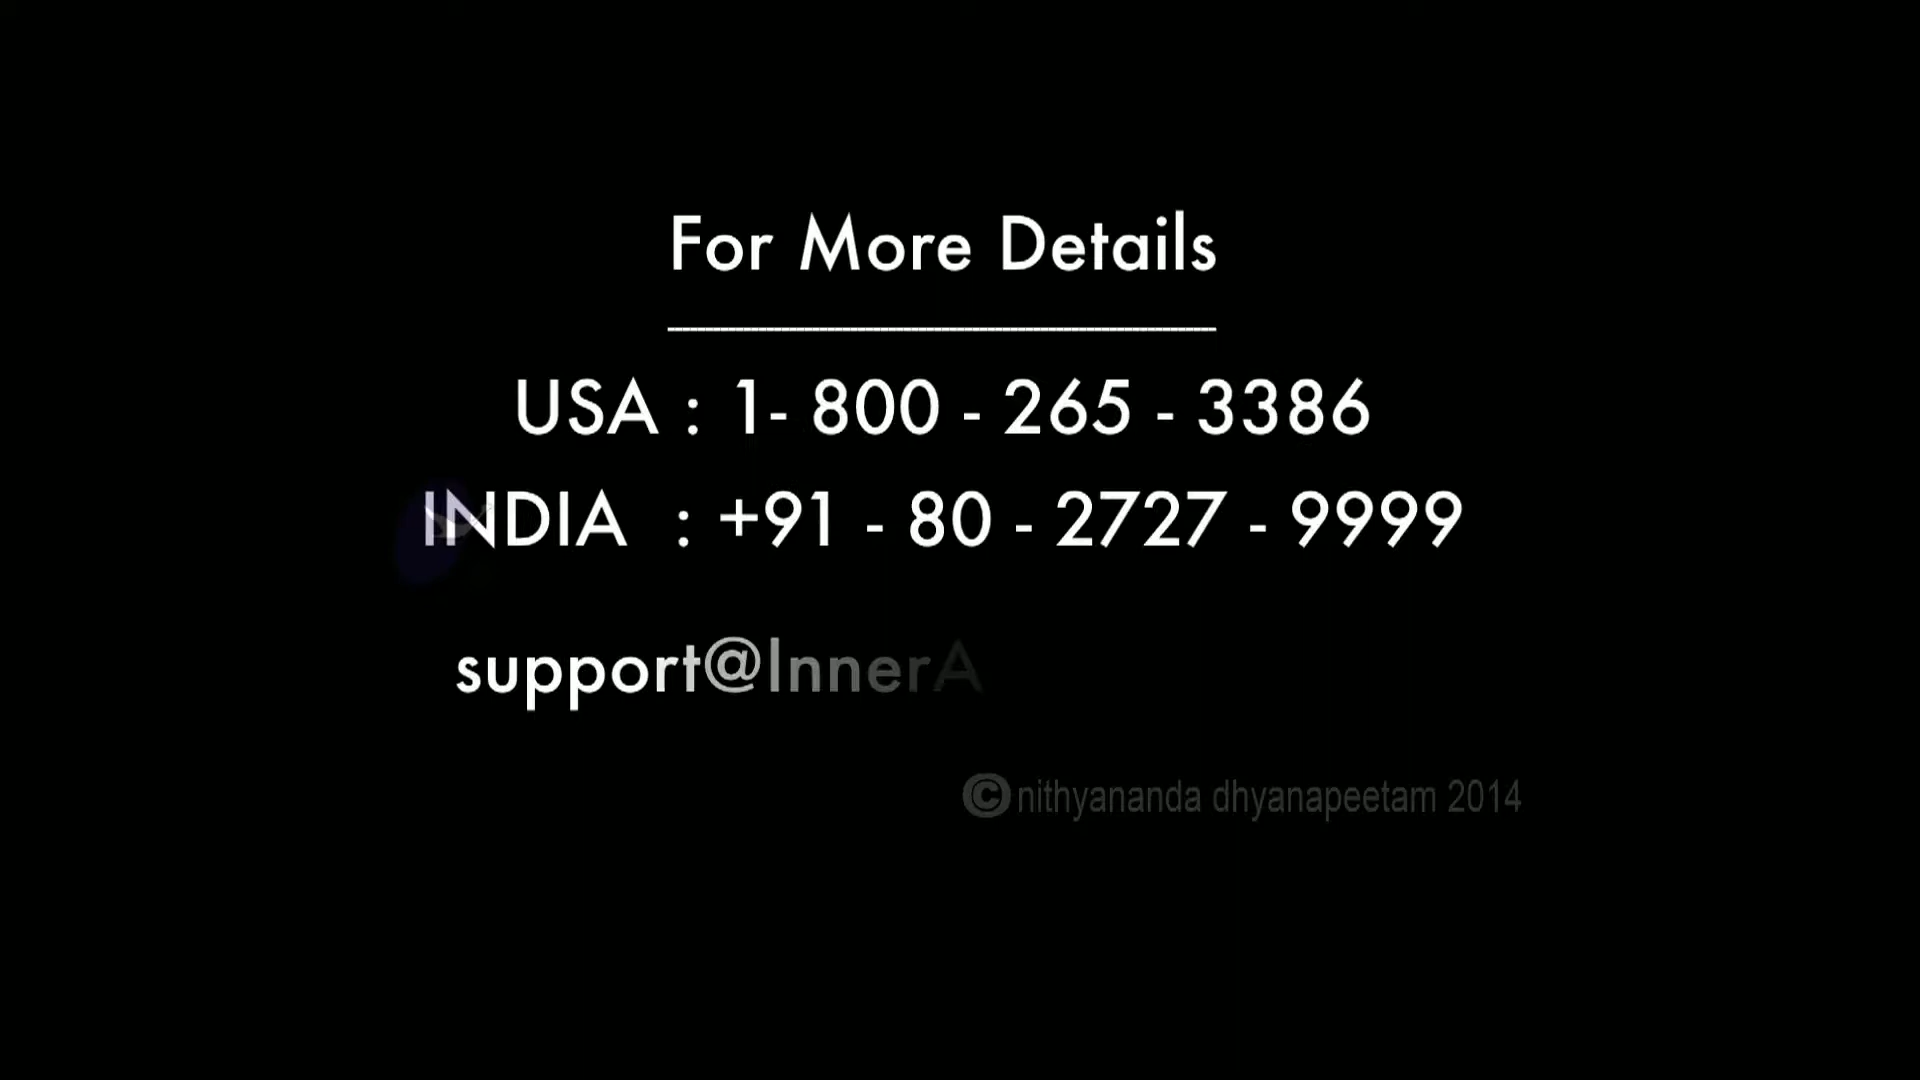 For More Details
USA : 1- 800 - 265 - 3386
INDIA : +91 - 80 - 2727 - 9999
support@InnerA
©nithyananda dhyanapeetam 2014